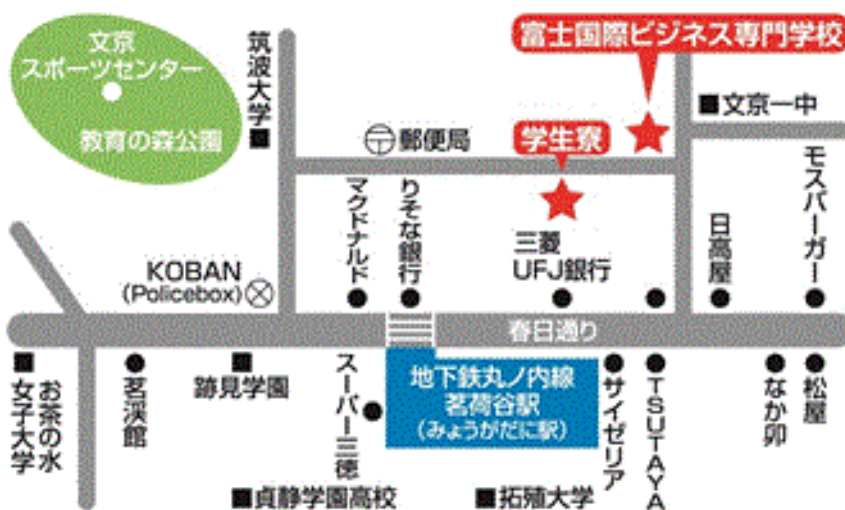 文京
スポーツセンター
教育の森公園
筑波大学
富士国際ビジネス専門学校
文京一中
〒郵便局
学生寮
マクドナルド
りそな銀行
三菱
UFJ銀行
日高屋
モスバーガー
KOBAN
(Policebox)
春日通り
お茶の水
女子大学
茗渓館
跡見学園
スーパー三徳
地下鉄丸ノ内線
茗荷谷駅
(みょうがだに駅)
サイゼリア
TSUTAYA
なか卯
松屋
貞静学園高校
拓殖大学